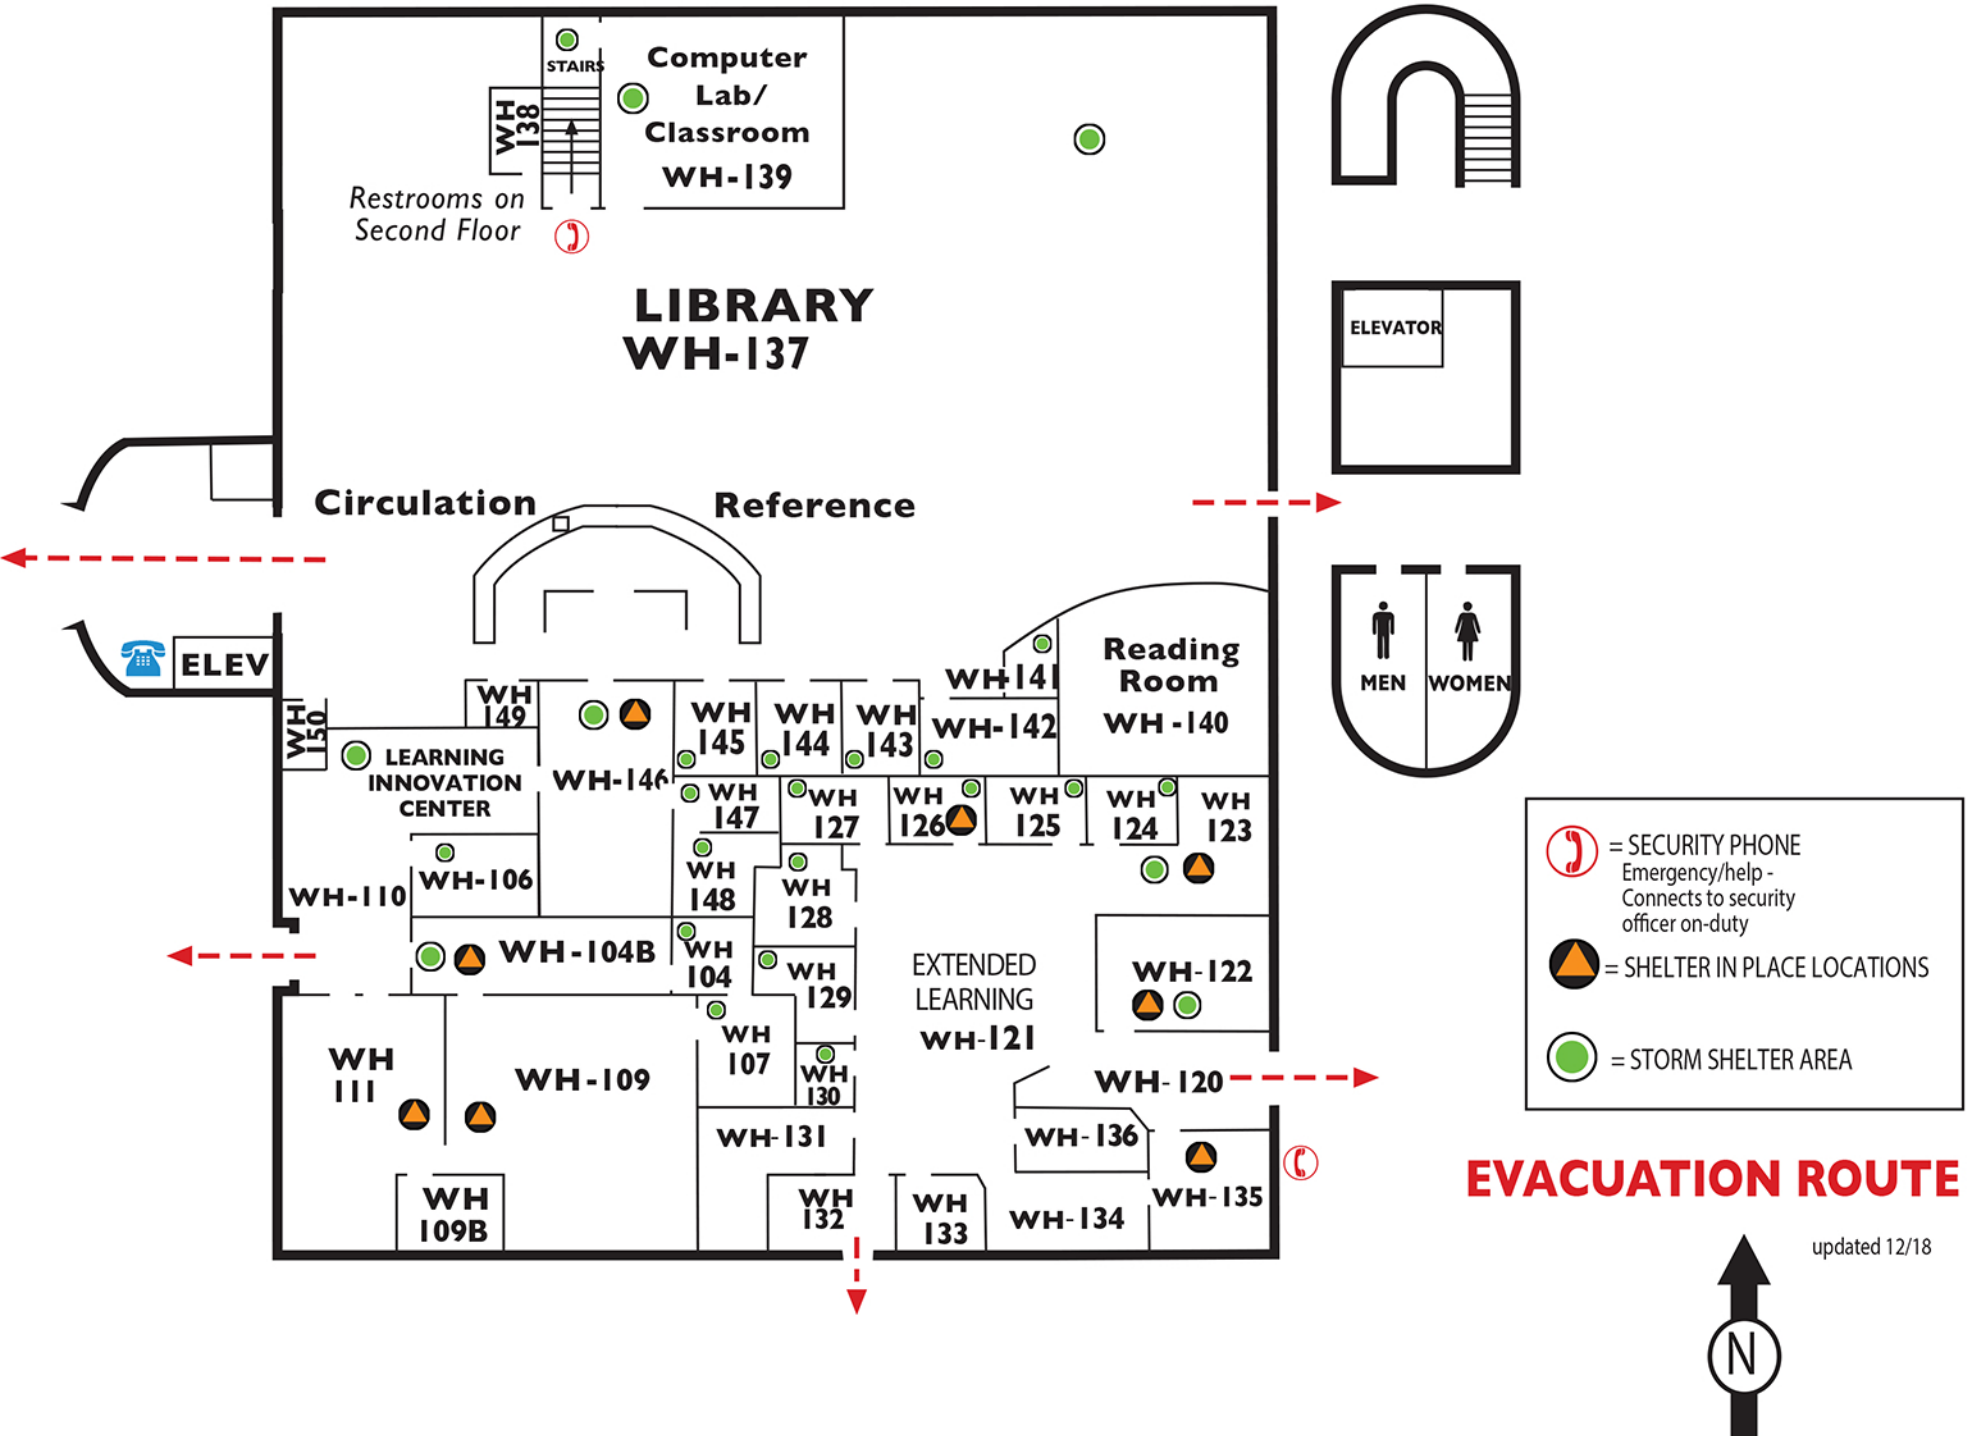 STAIRS
Computer
Lab/
Classroom
WH-139
WH
138
Restrooms on
Second Floor
LIBRARY
WH-137
ELEVATOR
Circulation
Reference
ELEV
MEN
WOMEN
Reading
Room
WH -140
WH-141
WH-142
WH
143
WH
144
WH
145
WH-146
WH
149
WH
150
LEARNING
INNOVATION
CENTER
WH
147
WH
127
WH
126
WH
125
WH
124
WH
123
WH-110
WH-106
WH
148
WH
128
WH-104B
WH
104
WH
129
EXTENDED
LEARNING
WH-121
WH-122
WH
111
WH-109
WH
107
WH
130
WH-120
WH-131
WH-136
WH
109B
WH
132
WH
133
WH-134
WH-135
= SECURITY PHONE
Emergency/help -
Connects to security
officer on-duty
= SHELTER IN PLACE LOCATIONS
= STORM SHELTER AREA
EVACUATION ROUTE
updated 12/18
N